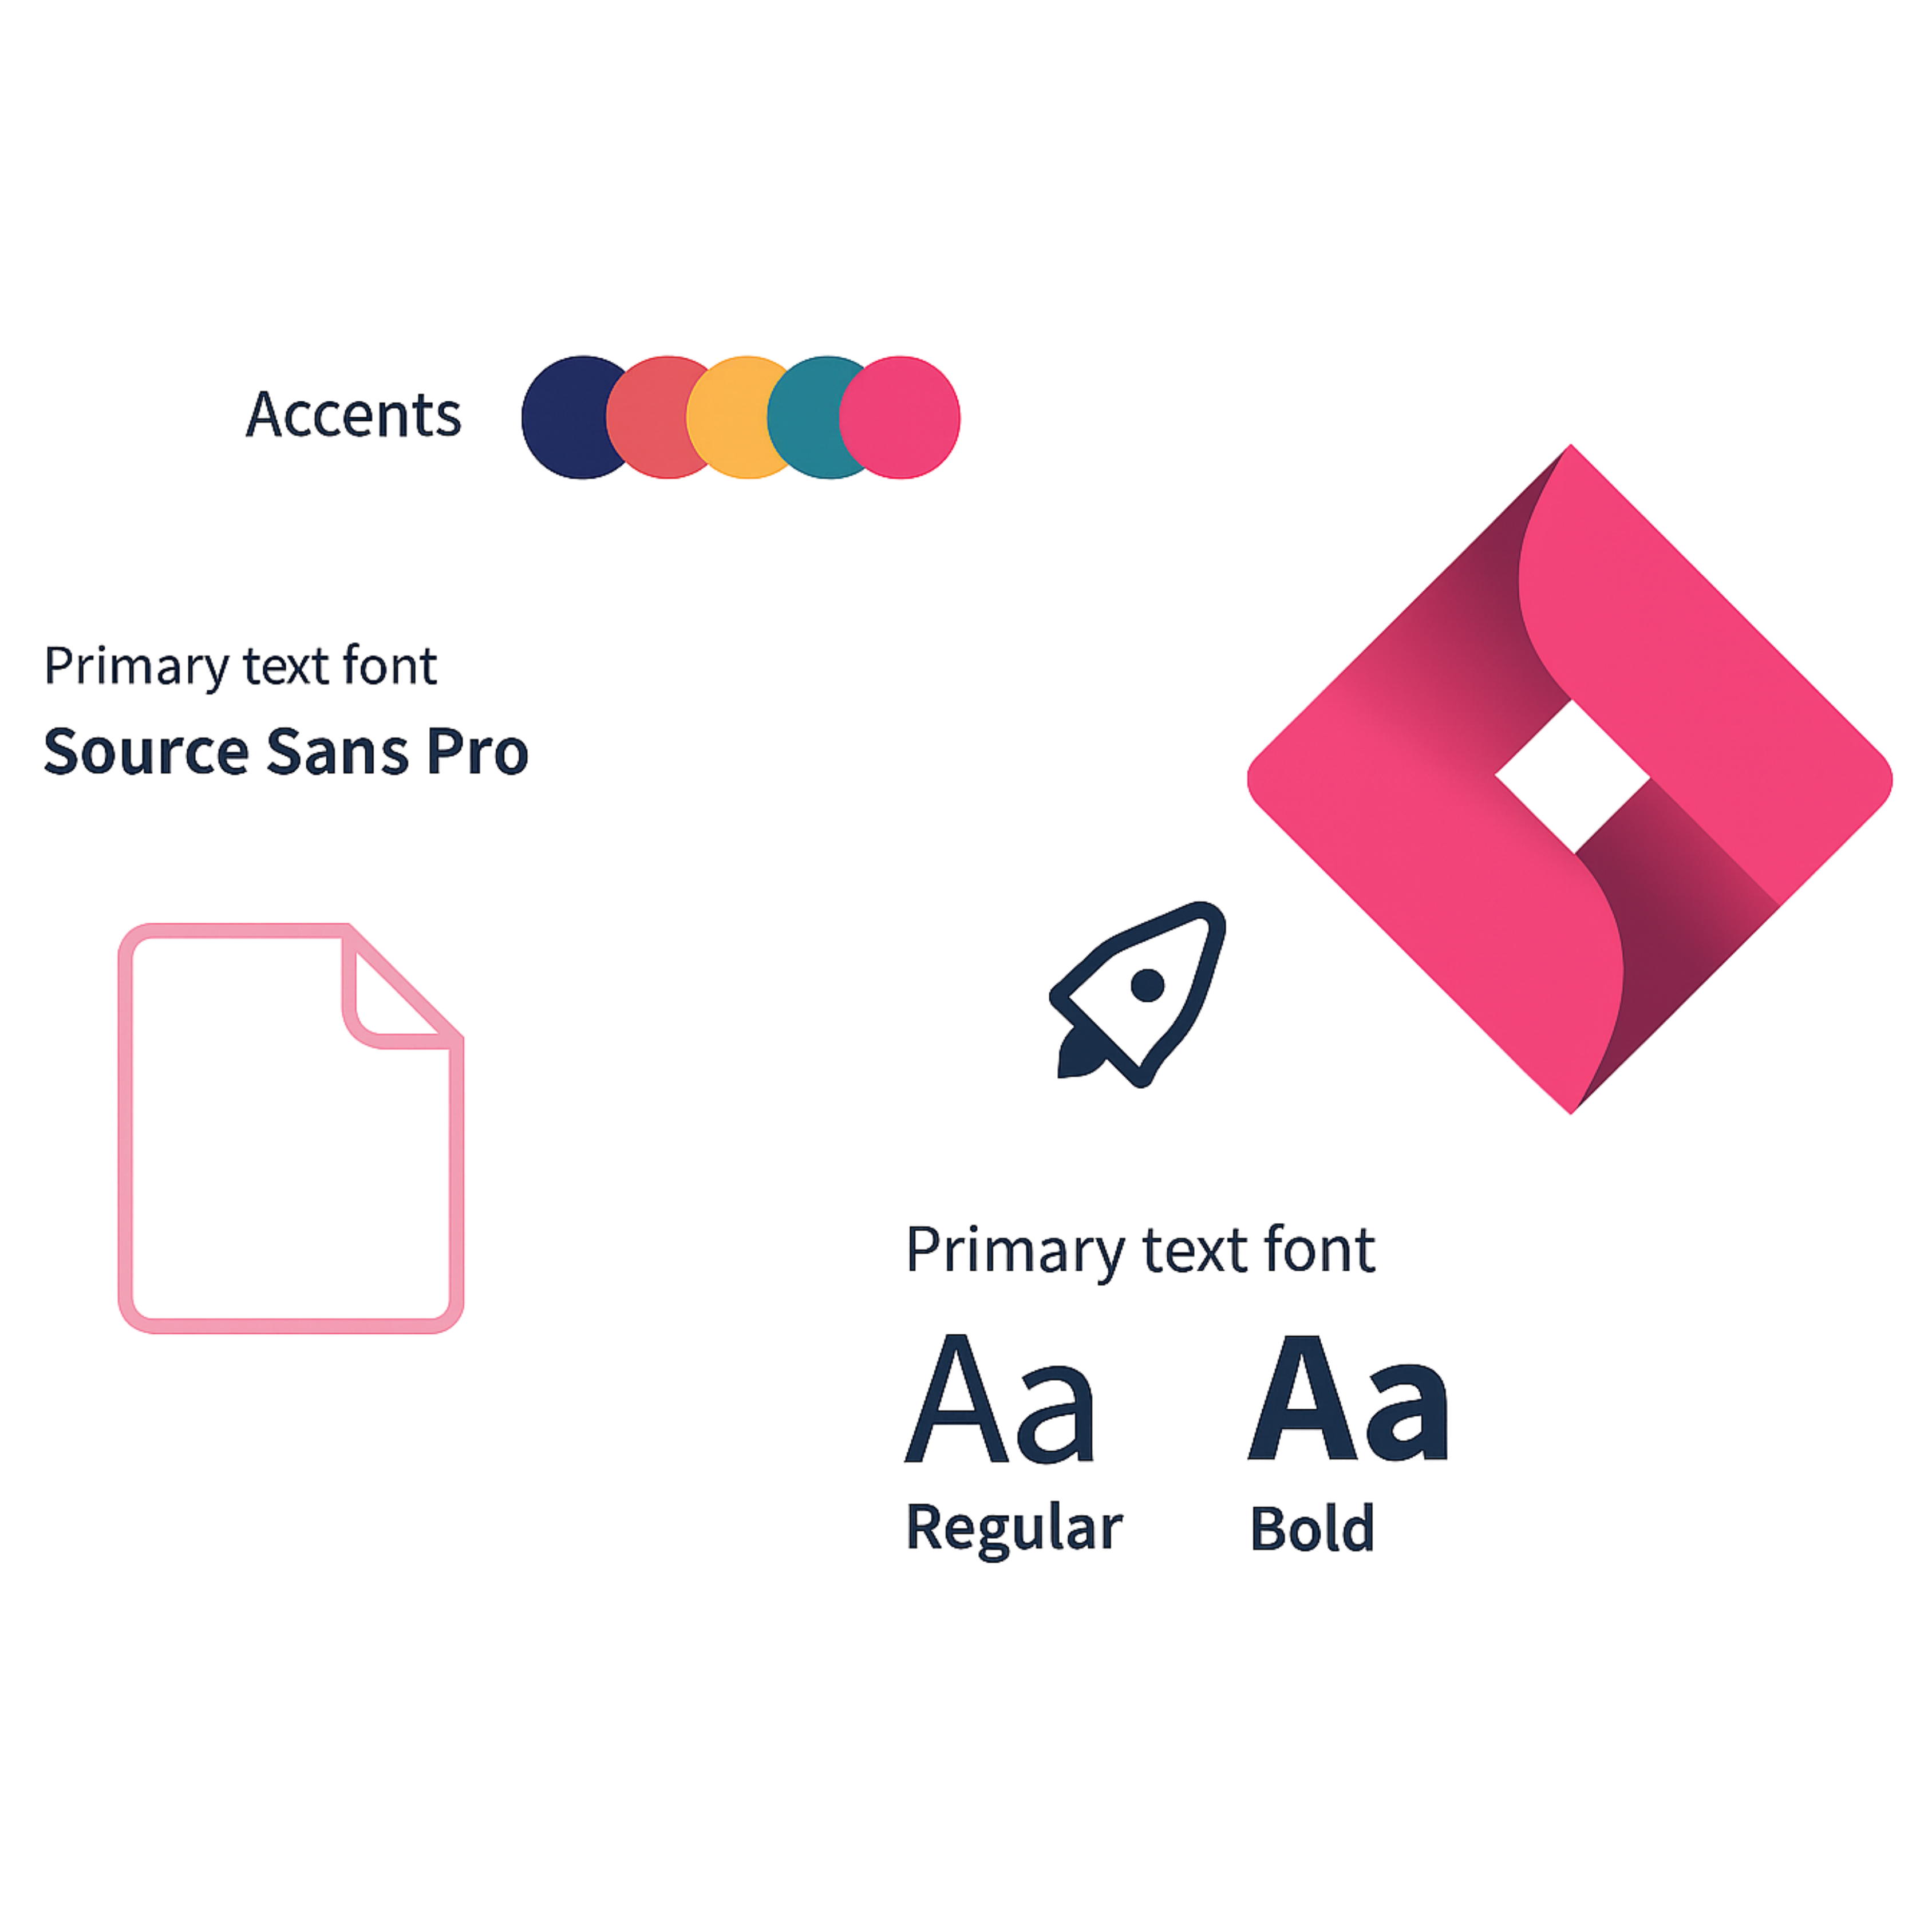 Accents
Primary text font
Source Sans Pro
Primary text font
Aa Aa
Regular Bold